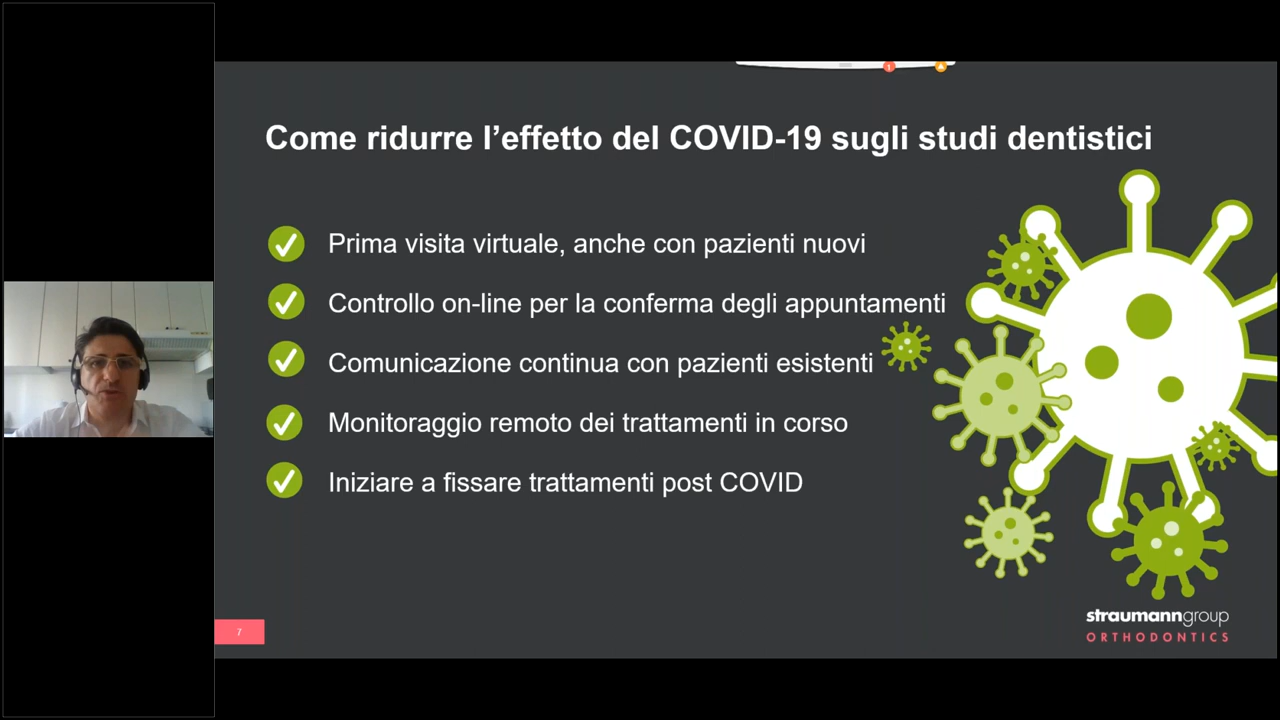 Come ridurre l’effetto del COVID-19 sugli studi dentistici
Prima visita virtuale, anche con pazienti nuovi
Controllo on-line per la conferma degli appuntamenti
Comunicazione continua con pazienti esistenti
Monitoraggio remoto dei trattamenti in corso
Iniziare a fissare trattamenti post COVID
7
straumanngroup
ORTHODONTICS